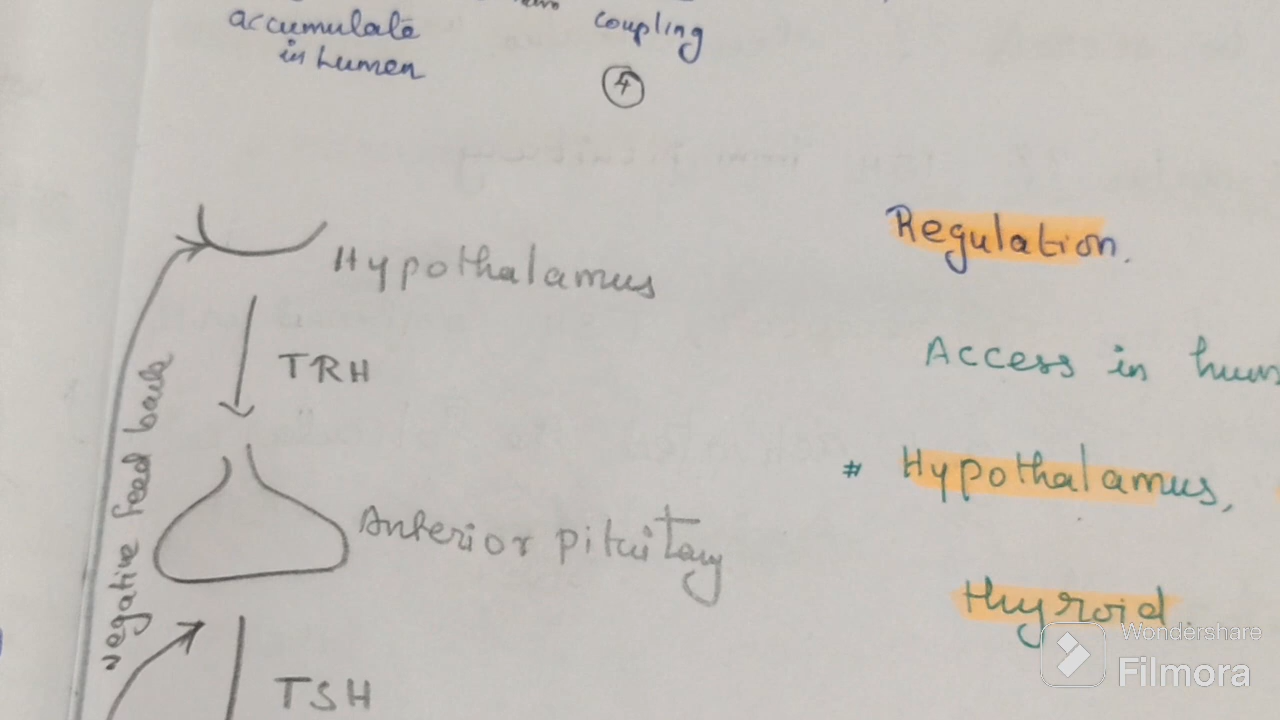 accumulate
in lumen
coupling
4
Hypothalamus
TRH
Anterior pituitary
TSH
Negative feed back
Regulation.
Access in
# Hypothalamus,
thyroid.
Wondershare
Filmora